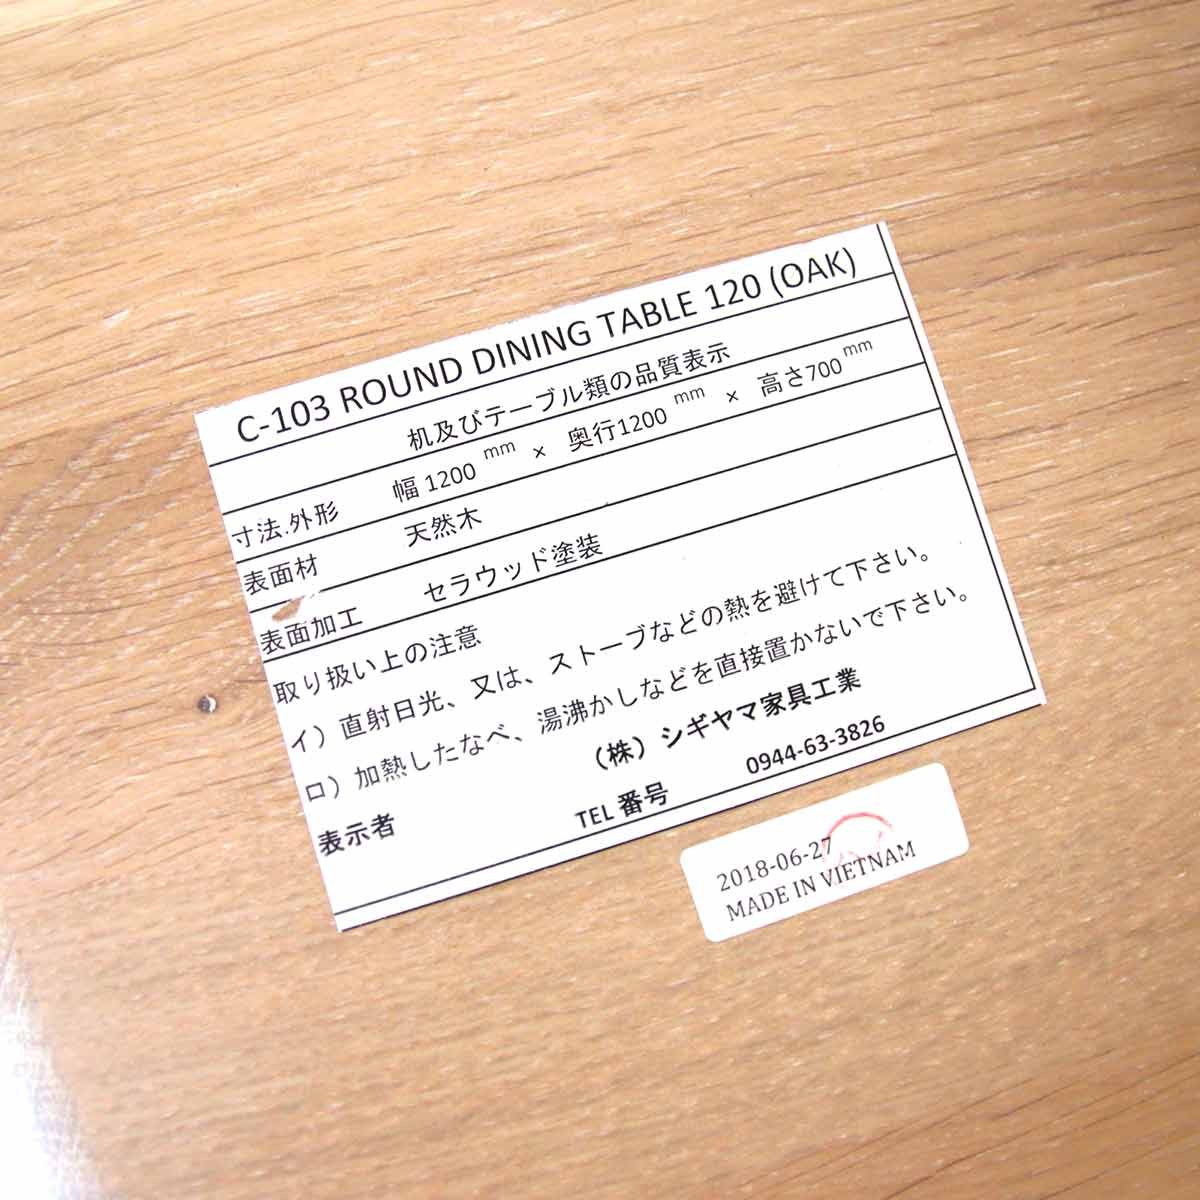 C-103 ROUND DINING TABLE 120 (OAK)
机及びテーブル類の品質表示
寸法.外形 幅 1200 mm × 奥行1200 mm × 高さ700 mm
表面材 天然木
表面加工 セラウッド塗装
取り扱い上の注意
イ）直射日光、又は、ストーブなどの熱を避けて下さい。
ロ）加熱したなべ、湯沸かしなどを直接置かないで下さい。
表示者 （株）シギヤマ家具工業
TEL 番号 0944-63-3826
2018-06-27
MADE IN VIETNAM